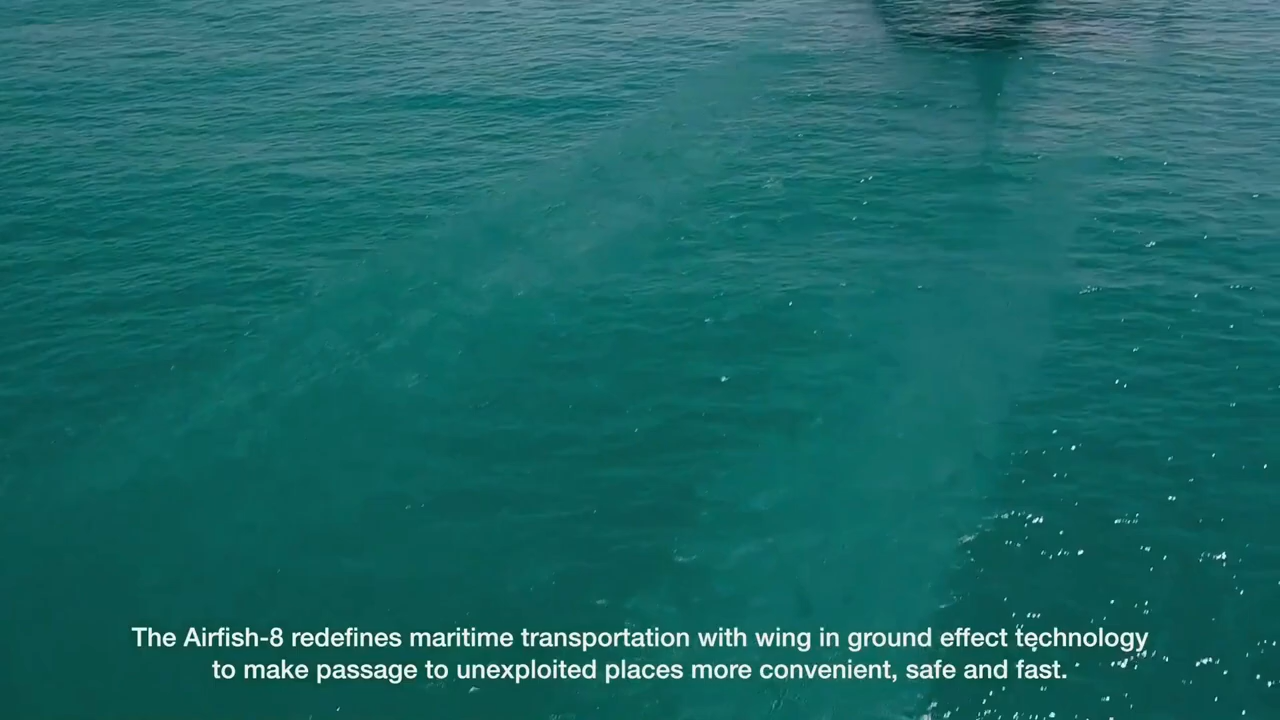 The Airfish-8 redefines maritime transportation with wing in ground effect technology
to make passage to unexploited places more convenient, safe and fast.